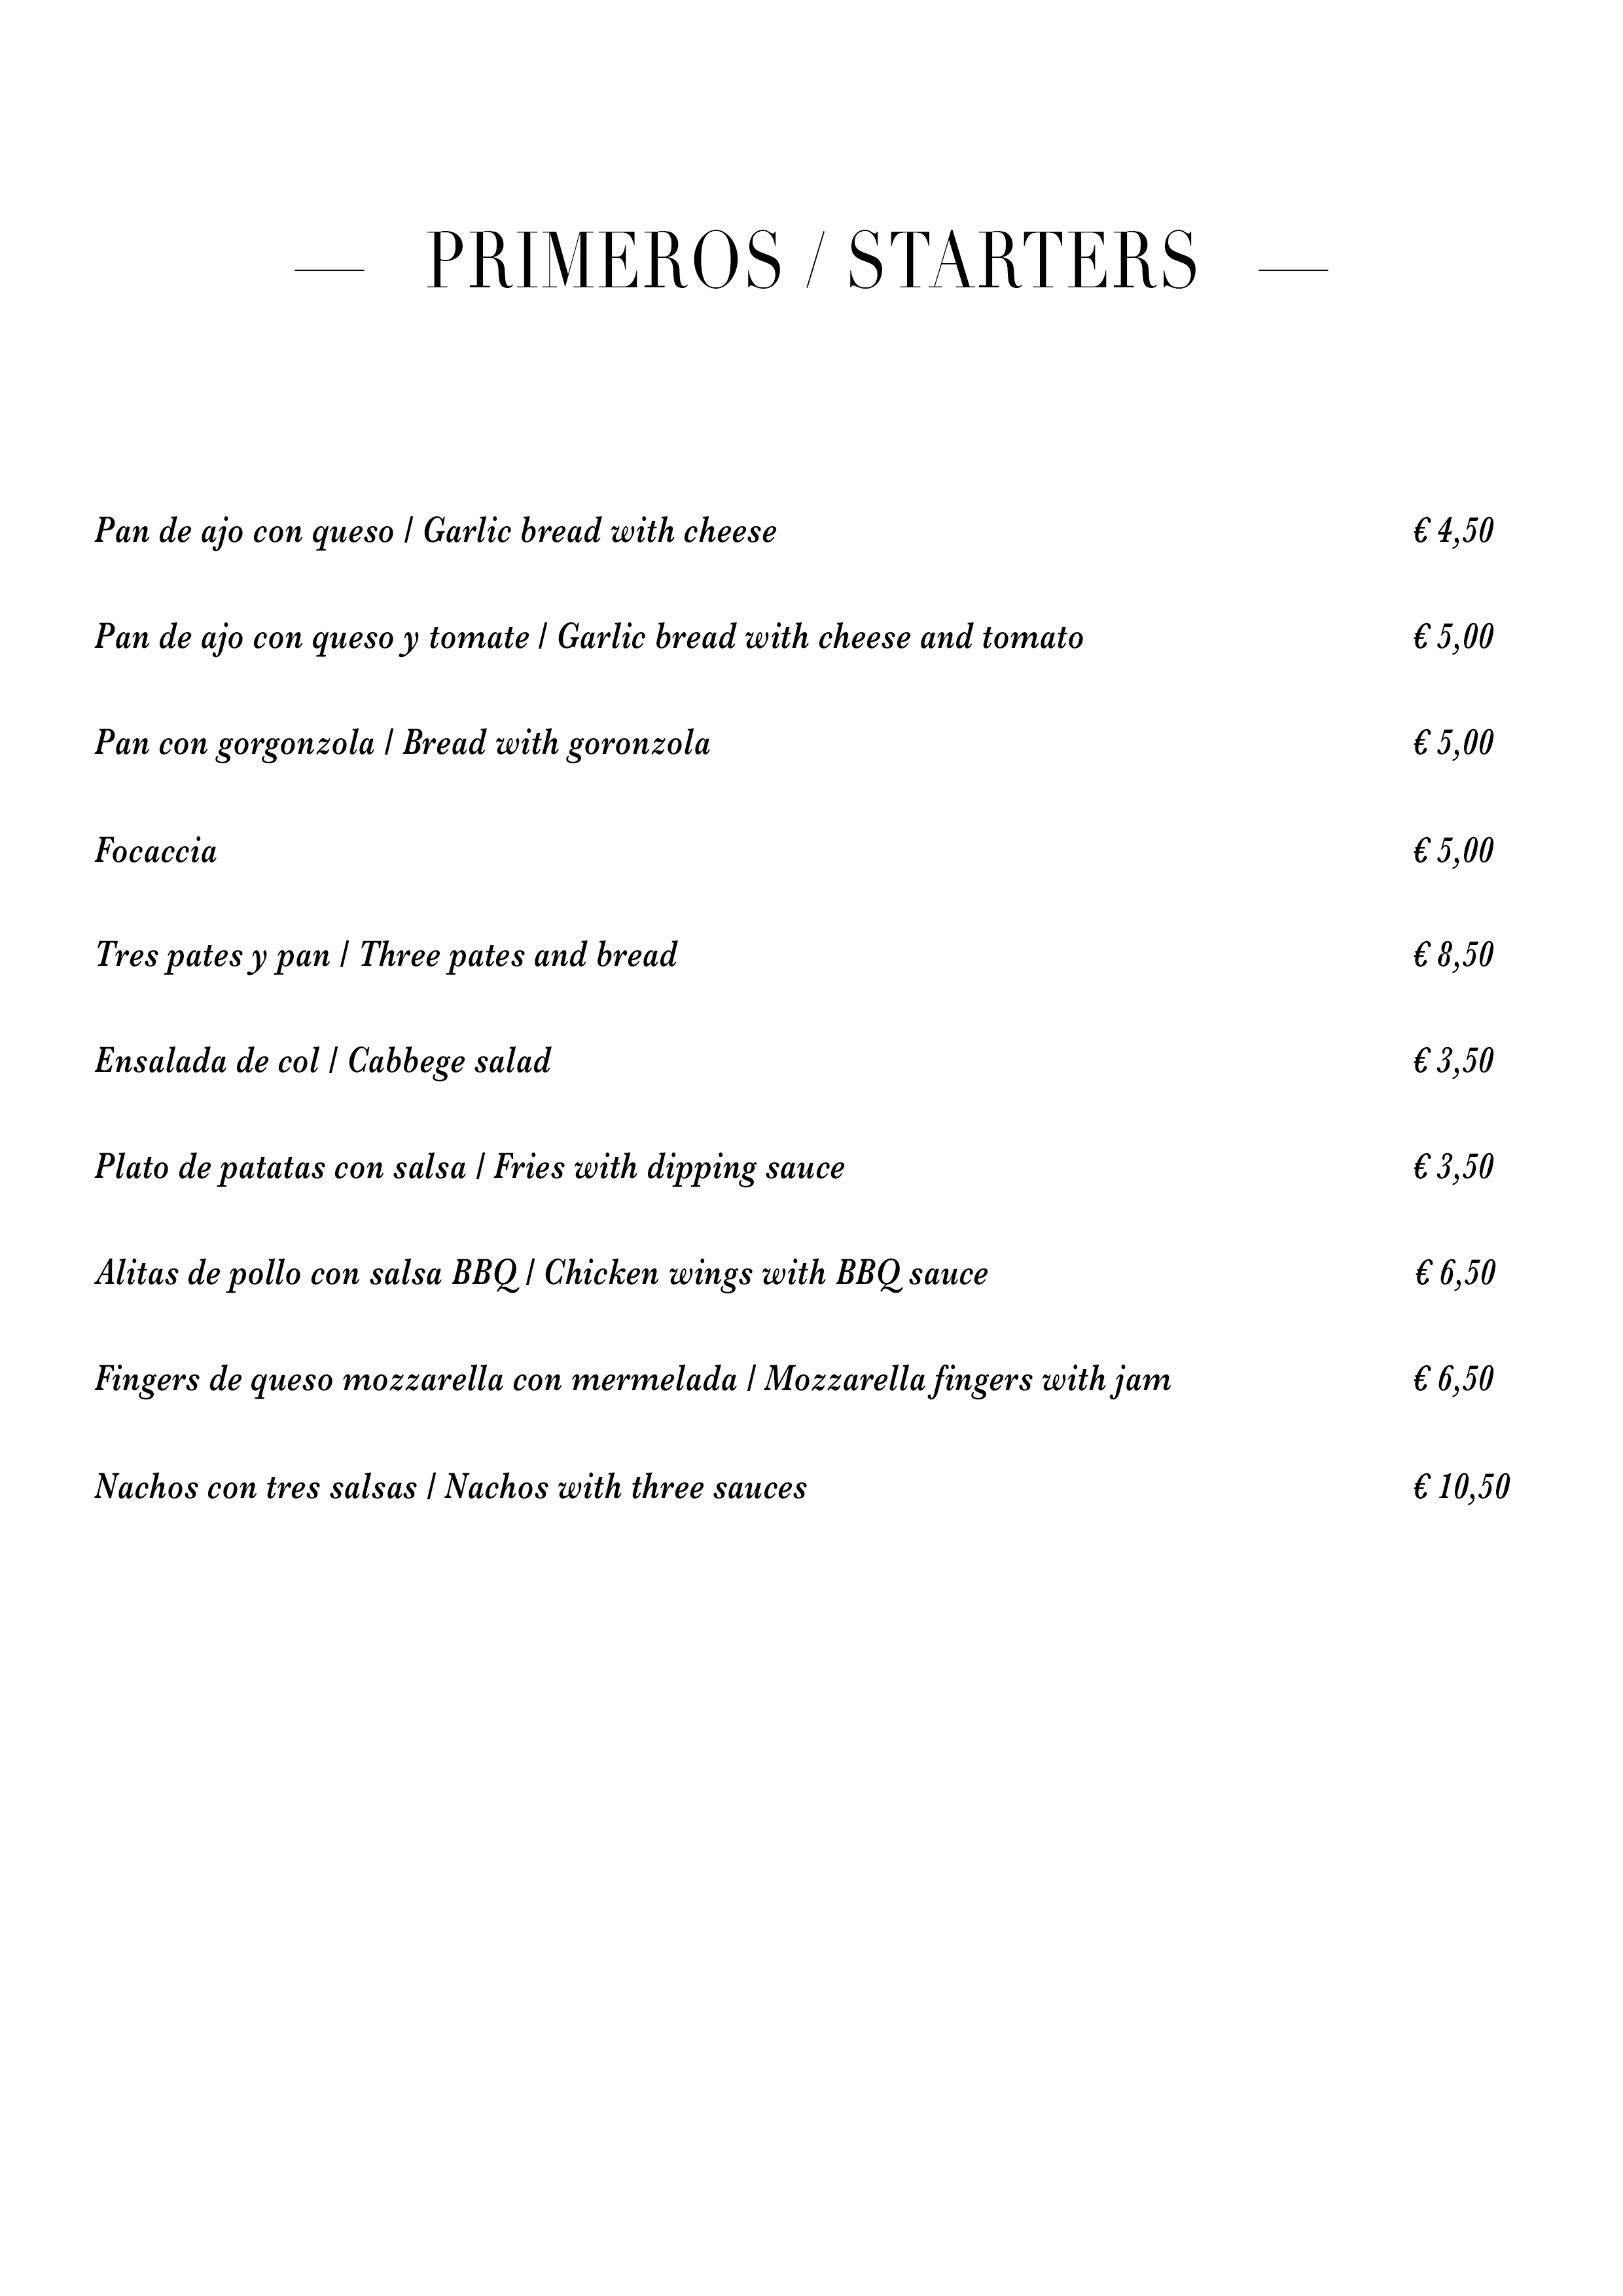 PRIMEROS / STARTERS
Pan de ajo con queso / Garlic bread with cheese € 4,50
Pan de ajo con queso y tomate / Garlic bread with cheese and tomato € 5,00
Pan con gorgonzola / Bread with goronzola € 5,00
Focaccia € 5,00
Tres pates y pan / Three pates and bread € 8,50
Ensalada de col / Cabbege salad € 3,50
Plato de patatas con salsa / Fries with dipping sauce € 3,50
Alitas de pollo con salsa BBQ / Chicken wings with BBQ sauce € 6,50
Fingers de queso mozzarella con mermelada / Mozzarella fingers with jam € 6,50
Nachos con tres salsas / Nachos with three sauces € 10,50